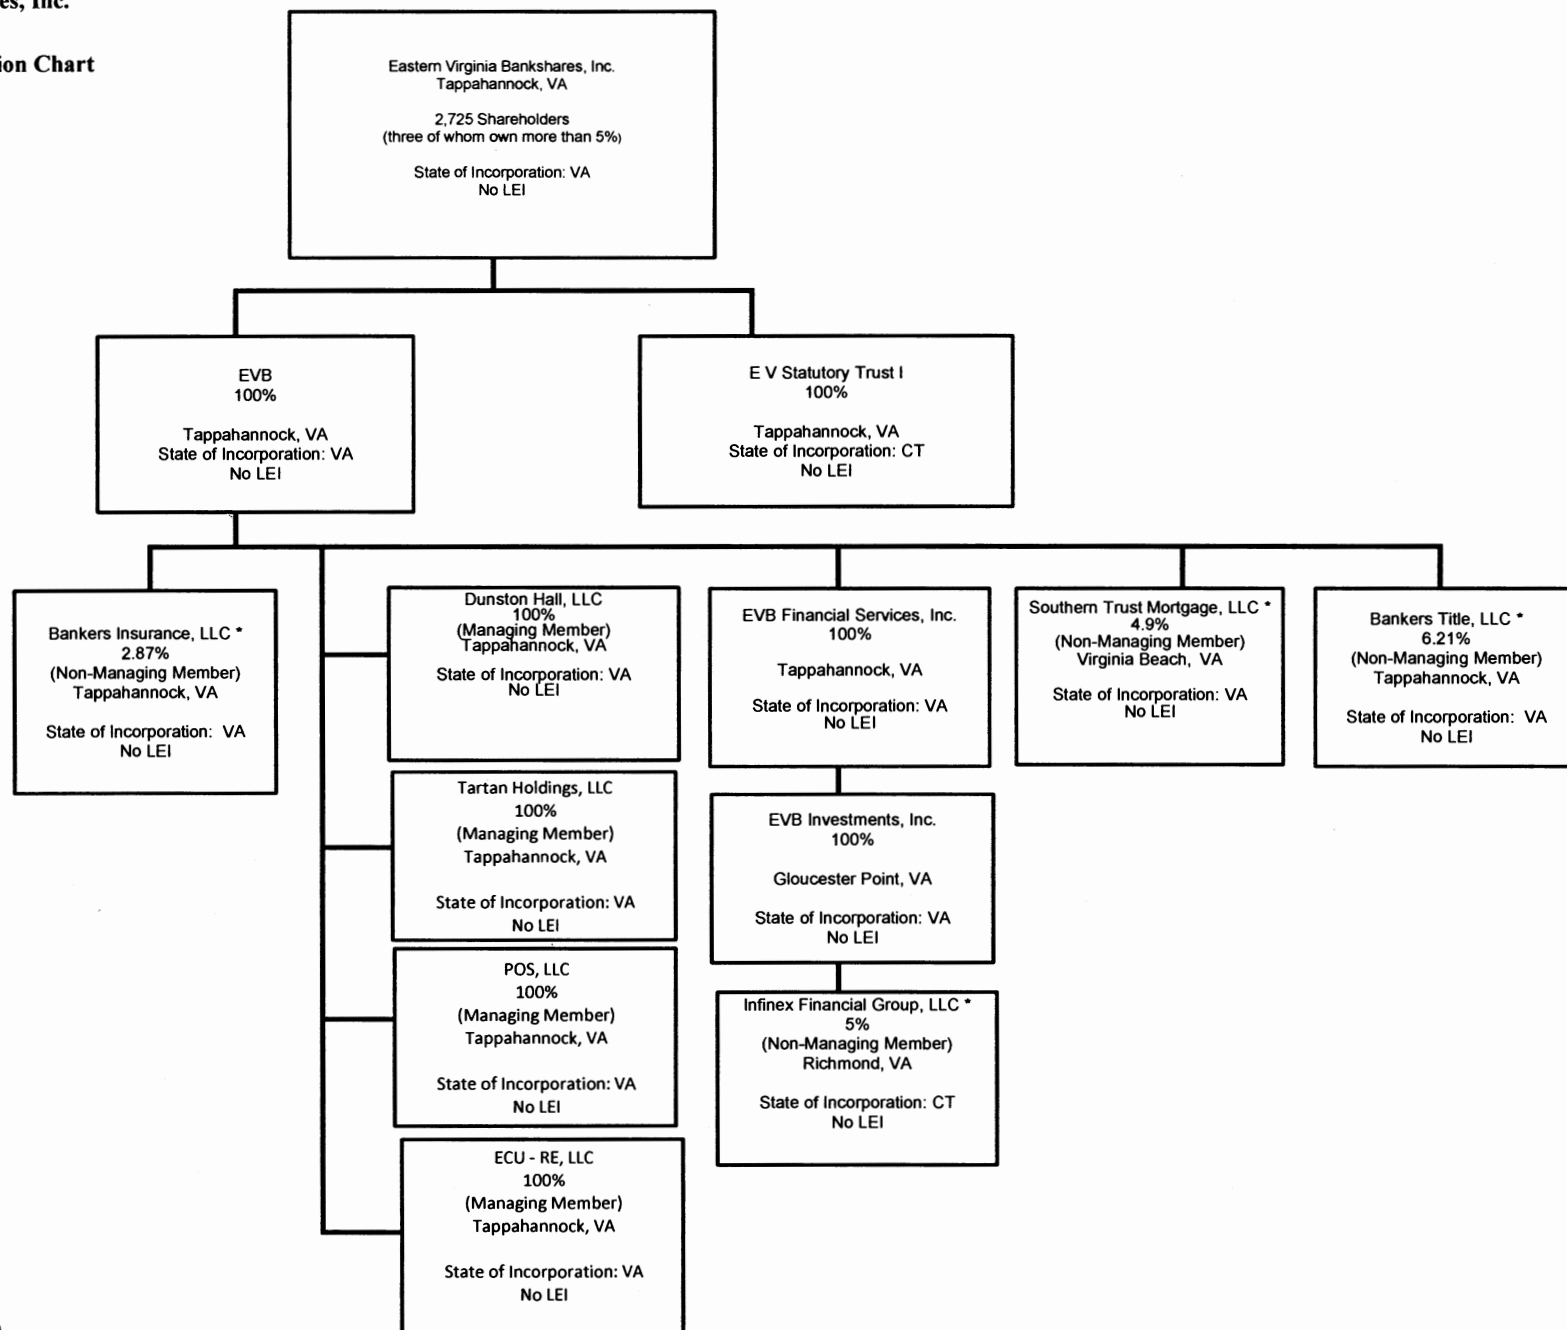 es, Inc.
ion Chart
Eastern Virginia Bankshares, Inc.
Tappahannock, VA
2,725 Shareholders
(three of whom own more than 5%)
State of Incorporation: VA
No LEI
EVB
100%
Tappahannock, VA
State of Incorporation: VA
No LEI
E V Statutory Trust I
100%
Tappahannock, VA
State of Incorporation: CT
No LEI
Bankers Insurance, LLC *
2.87%
(Non-Managing Member)
Tappahannock, VA
State of Incorporation: VA
No LEI
Dunston Hall, LLC
100%
(Managing Member)
Tappahannock, VA
State of Incorporation: VA
No LEI
Tartan Holdings, LLC
100%
(Managing Member)
Tappahannock, VA
State of Incorporation: VA
No LEI
POS, LLC
100%
(Managing Member)
Tappahannock, VA
State of Incorporation: VA
No LEI
ECU - RE, LLC
100%
(Managing Member)
Tappahannock, VA
State of Incorporation: VA
No LEI
EVB Financial Services, Inc.
100%
Tappahannock, VA
State of Incorporation: VA
No LEI
EVB Investments, Inc.
100%
Gloucester Point, VA
State of Incorporation: VA
No LEI
Infinex Financial Group, LLC *
5%
(Non-Managing Member)
Richmond, VA
State of Incorporation: CT
No LEI
Southern Trust Mortgage, LLC *
4.9%
(Non-Managing Member)
Virginia Beach, VA
State of Incorporation: VA
No LEI
Bankers Title, LLC *
6.21%
(Non-Managing Member)
Tappahannock, VA
State of Incorporation: VA
No LEI